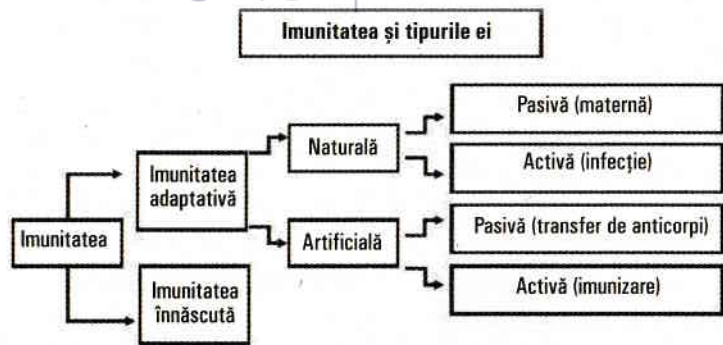 Imunitatea și tipurile ei
Imunitatea
Imunitatea
adaptativă
Imunitatea
înnăscută
Naturală
Artificială
Pasivă (maternă)
Activă (infecție)
Pasivă (transfer de anticorpi)
Activă (imunizare)